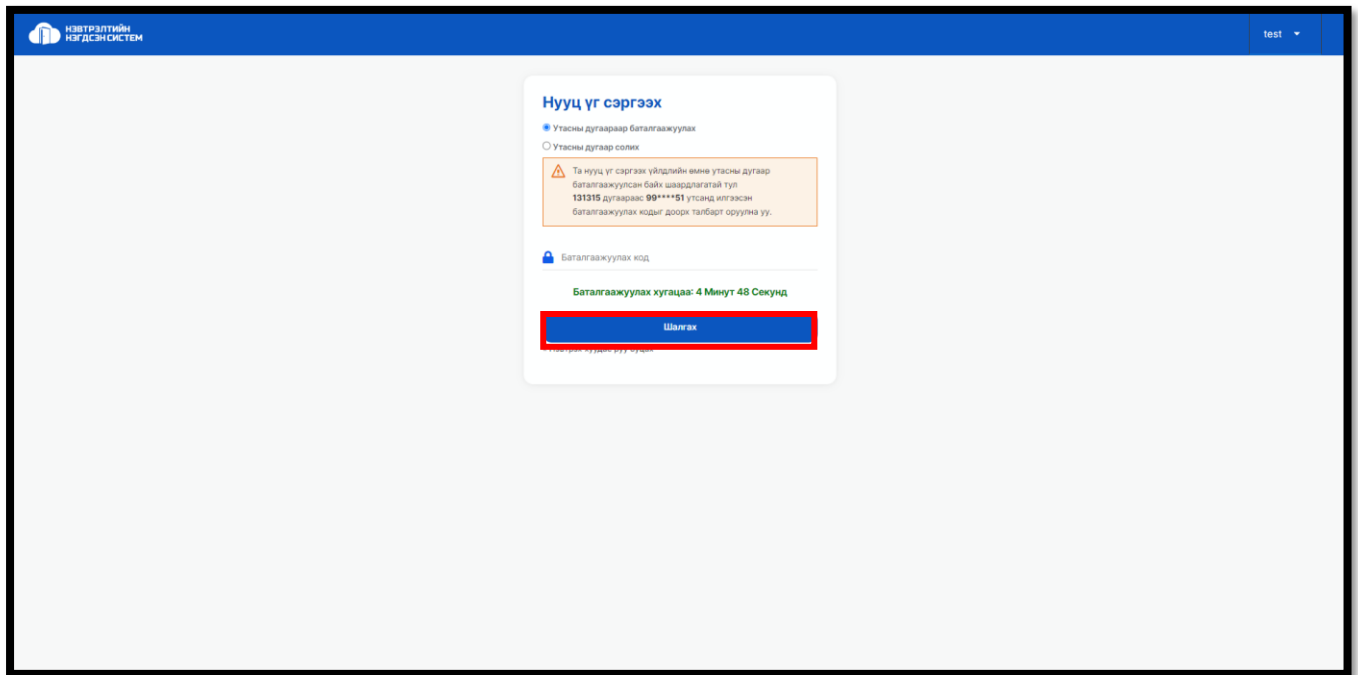 НЭВТРЭЛТИЙН
НЭГДСЭН СИСТЕМ
test
Нууц үг сэргээх
Утасны дугаараар баталгаажуулах
Утасны дугаар солих
Та нууц үг сэргээх үйлдлийн өмнө утасны дугаар
баталгаажуулсан байх шаардлагатай тул
131315 дугаараас 99****51 утсанд илгээсэн
баталгаажуулах кодыг доорх талбарт оруулна уу.
Баталгаажуулах код
Баталгаажуулах хугацаа: 4 Минут 48 Секунд
Шалгах